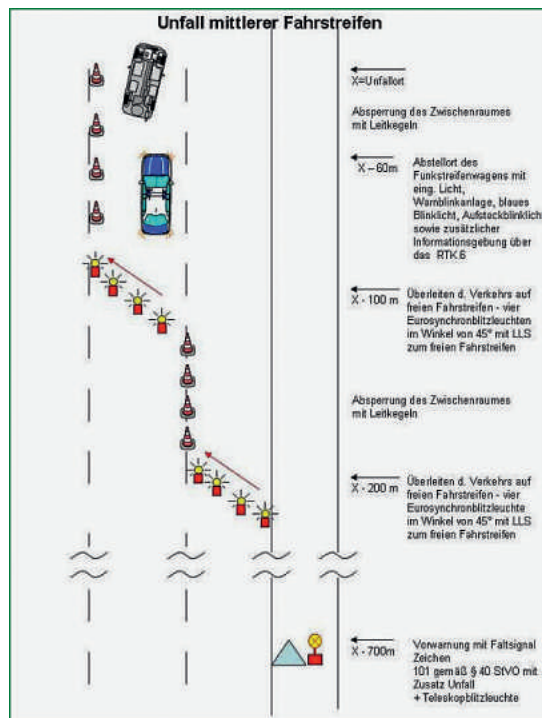 Unfall mittlerer Fahrstreifen
X=Unfallort
Absperrung des Zwischenraumes
mit Leitkegeln
X - 60m
Abstellort des
Funkstreifenwagens mit
eing. Licht,
Warnblinkanlage, blaues
Blinklicht, Aufsteckblinklich
sowie zusätzlicher
Informationsgebung über
das RTK 6
X - 100 m
Überleiten d. Verkehrs auf
freien Fahrstreifen - vier
Eurosynchronblitzleuchten
im Winkel von 45° mit LLS
zum freien Fahrstreifen
Absperrung des Zwischenraumes
mit Leitkegeln
X - 200 m
Überleiten d. Verkehrs auf
freien Fahrstreifen - vier
Eurosynchronblitzleuchte
im Winkel von 45° mit LLS
zum freien Fahrstreifen
X - 700m
Vorwarnung mit Faltsignal
Zeichen
101 gemäß § 40 StVO mit
Zusatz Unfall
+ Teleskopblitzleuchte